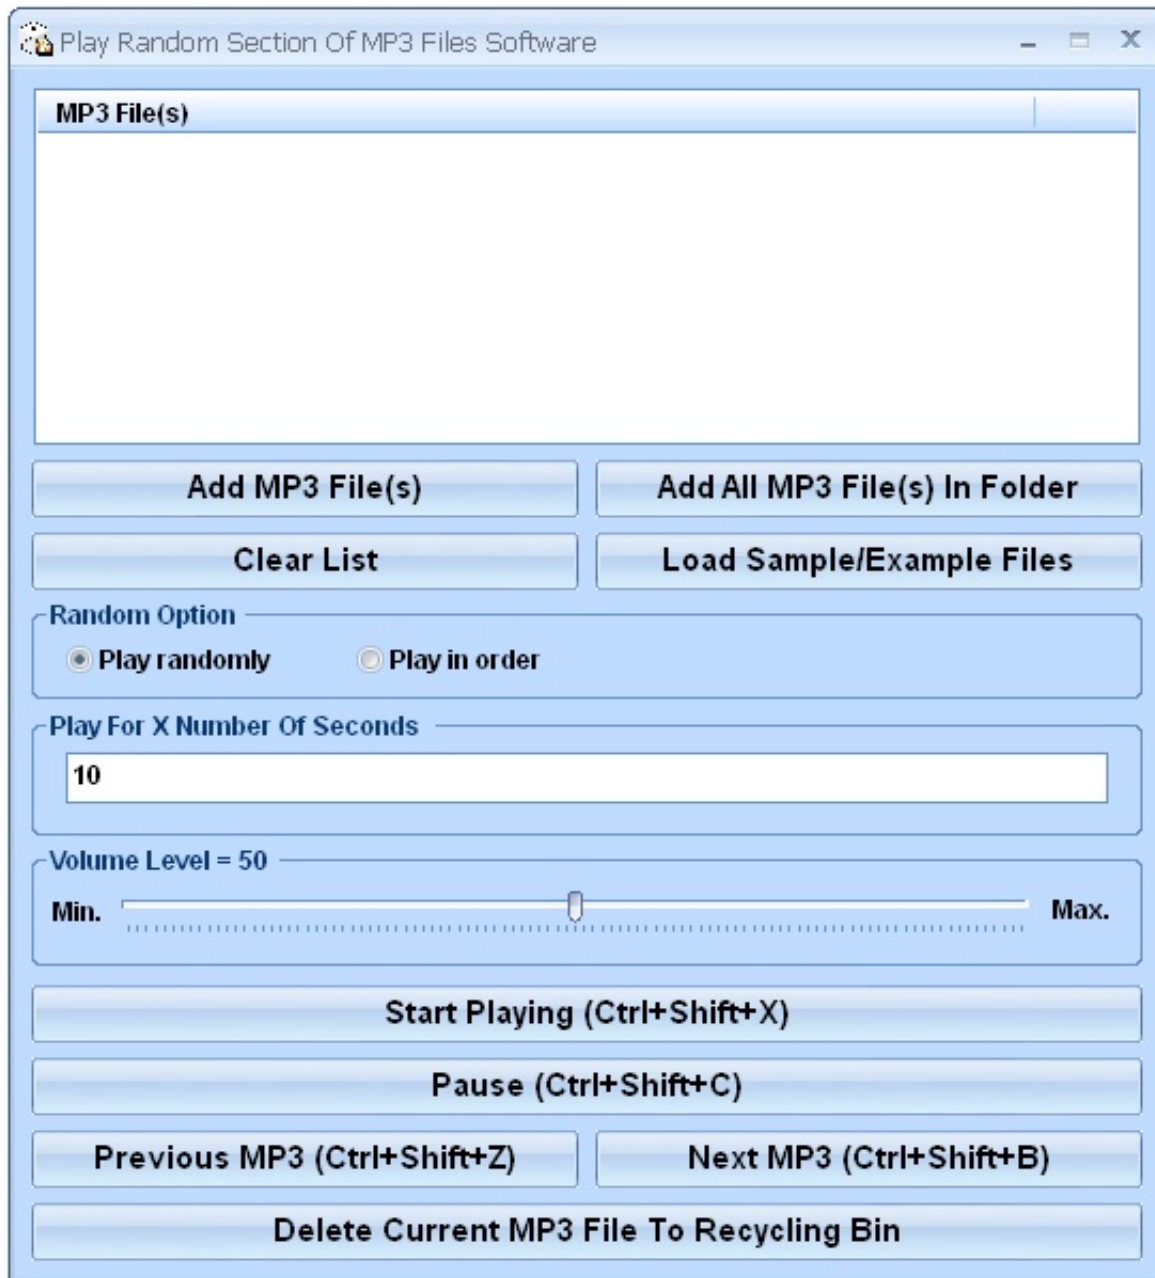 Play Random Section Of MP3 Files Software
MP3 File(s)
Add MP3 File(s)
Add All MP3 File(s) In Folder
Clear List
Load Sample/Example Files
Random Option
Play randomly
Play in order
Play For X Number Of Seconds
10
Volume Level = 50
Min.
Max.
Start Playing (Ctrl+Shift+X)
Pause (Ctrl+Shift+C)
Previous MP3 (Ctrl+Shift+Z)
Next MP3 (Ctrl+Shift+B)
Delete Current MP3 File To Recycling Bin